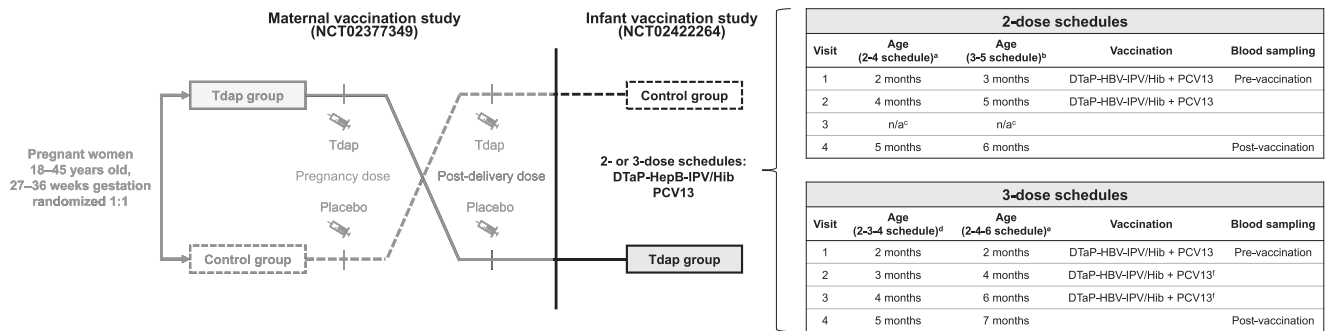 Maternal vaccination study
(NCT02377349)
Infant vaccination study
(NCT02422264)
Pregnant women
18–45 years old,
27–36 weeks gestation
randomized 1:1
Tdap group
Control group
Tdap
Pregnancy dose
Placebo
Tdap
Post-delivery dose
Placebo
Control group
2- or 3-dose schedules:
DTaP-HepB-IPV/Hib
PCV13
Tdap group
2-dose schedules
Visit Age (2-4 schedule)ᵃ Age (3-5 schedule)ᵇ Vaccination Blood sampling
1 2 months 3 months DTaP-HBV-IPV/Hib + PCV13 Pre-vaccination
2 4 months 5 months DTaP-HBV-IPV/Hib + PCV13
3 n/aᶜ n/aᶜ
4 5 months 6 months Post-vaccination
3-dose schedules
Visit Age (2-3-4 schedule)ᵈ Age (2-4-6 schedule)ᵉ Vaccination Blood sampling
1 2 months 2 months DTaP-HBV-IPV/Hib + PCV13 Pre-vaccination
2 3 months 4 months DTaP-HBV-IPV/Hib + PCV13ᶠ
3 4 months 6 months DTaP-HBV-IPV/Hib + PCV13ᶠ
4 5 months 7 months Post-vaccination